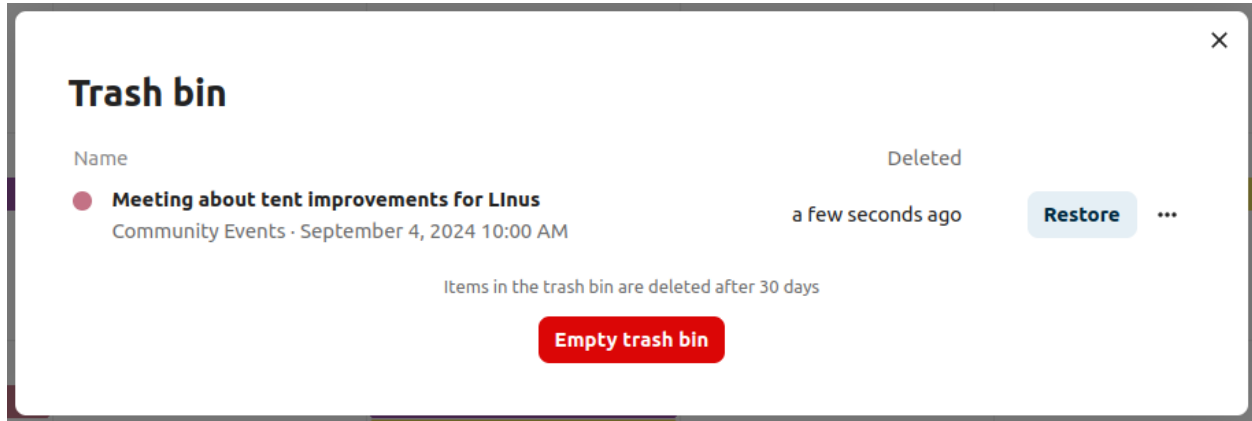 Trash bin
Name Deleted
Meeting about tent improvements for LInus
Community Events · September 4, 2024 10:00 AM
a few seconds ago
Restore
Items in the trash bin are deleted after 30 days
Empty trash bin